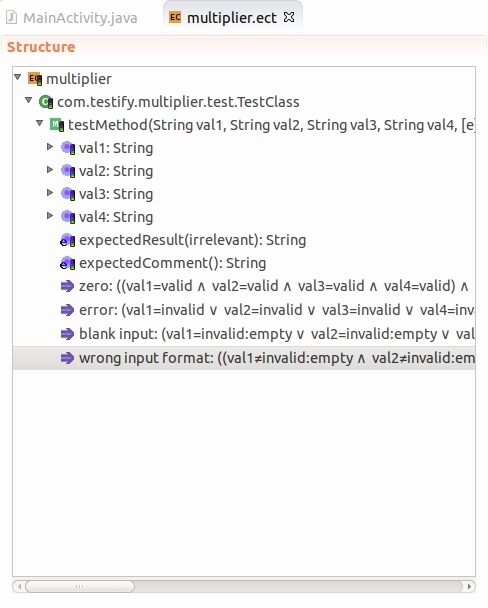 MainActivity.java
multiplier.ect
Structure
multiplier
com.testify.multiplier.test.TestClass
testMethod(String val1, String val2, String val3, String val4, [e]
val1: String
val2: String
val3: String
val4: String
expectedResult(irrelevant): String
expectedComment(): String
zero: ((val1=valid ∧ val2=valid ∧ val3=valid ∧ val4=valid) ∧
error: (val1=invalid ∨ val2=invalid ∨ val3=invalid ∨ val4=inv
blank input: (val1=invalid:empty ∨ val2=invalid:empty ∨ val
wrong input format: ((val1≠invalid:empty ∧ val2≠invalid:em